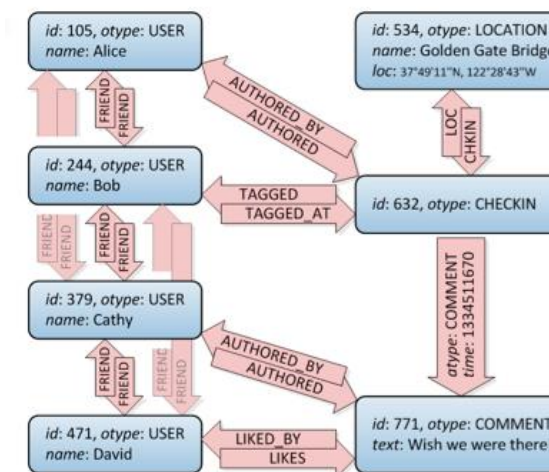 id: 105, otype: USER
name: Alice
id: 534, otype: LOCATION
name: Golden Gate Bridge
loc: 37°49'11"N, 122°28'43"W
FRIEND
FRIEND
AUTHORED_BY
AUTHORED
LOC
CHKIN
id: 244, otype: USER
name: Bob
TAGGED
TAGGED_AT
id: 632, otype: CHECKIN
FRIEND
FRIEND
FRIEND
FRIEND
otype: COMMENT
time: 1334511670
id: 379, otype: USER
name: Cathy
AUTHORED_BY
AUTHORED
FRIEND
FRIEND
FRIEND
FRIEND
id: 471, otype: USER
name: David
LIKED_BY
LIKES
id: 771, otype: COMMENT
text: Wish we were there